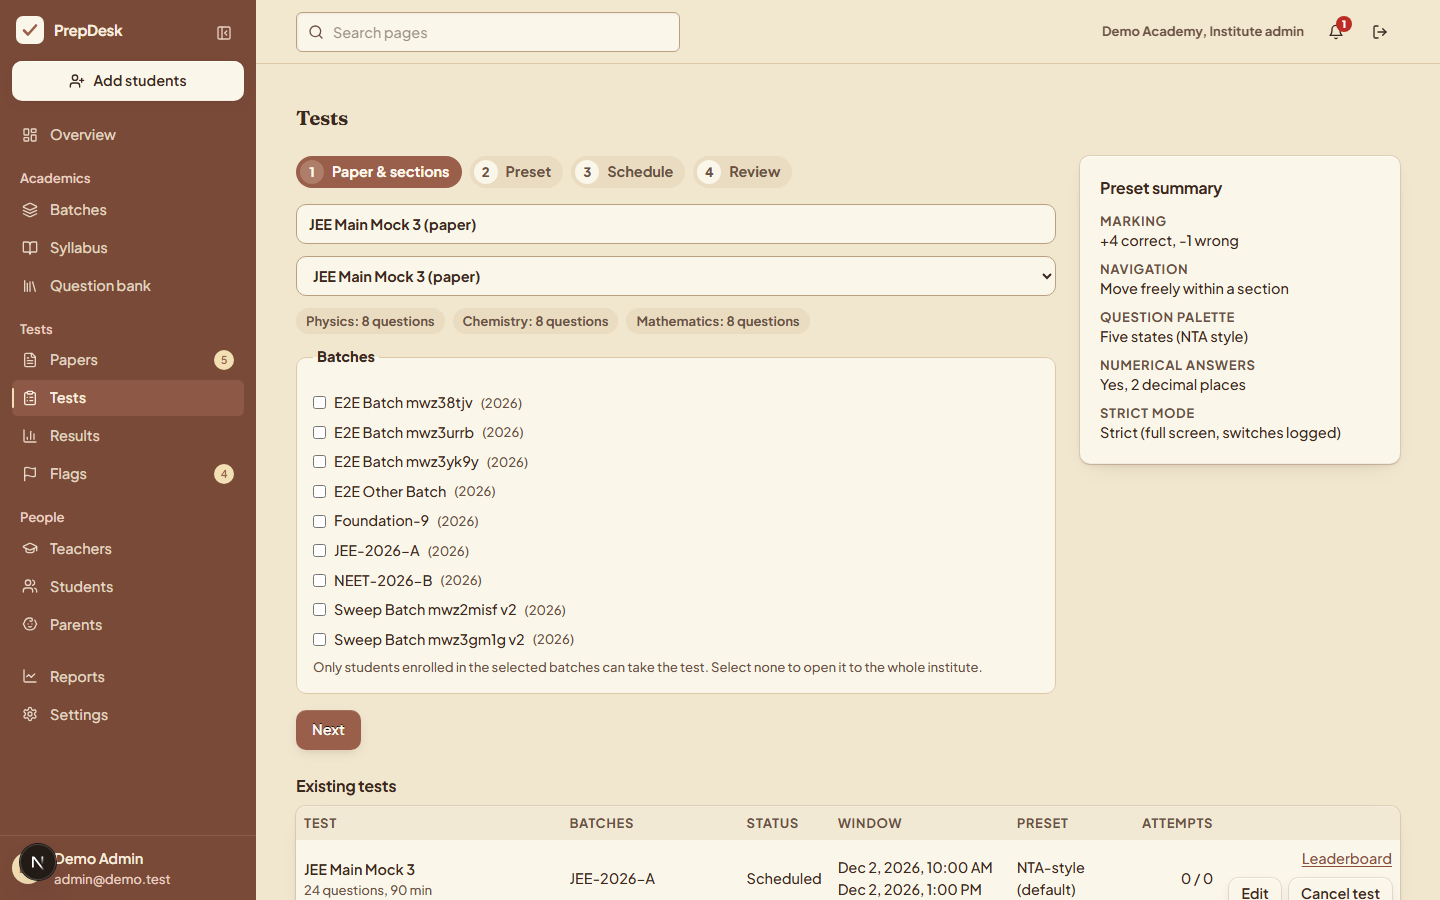 PrepDesk
Add students
Overview
Academics
Batches
Syllabus
Question bank
Tests
Papers 5
Tests
Results
Flags 4
People
Teachers
Students
Parents
Reports
Settings
N
Demo Admin
admin@demo.test
Search pages
Demo Academy, Institute admin
1
Tests
1 Paper & sections
2 Preset
3 Schedule
4 Review
JEE Main Mock 3 (paper)
JEE Main Mock 3 (paper)
Physics: 8 questions
Chemistry: 8 questions
Mathematics: 8 questions
Batches
E2E Batch mwz38tjv (2026)
E2E Batch mwz3urrb (2026)
E2E Batch mwz3yk9y (2026)
E2E Other Batch (2026)
Foundation-9 (2026)
JEE-2026-A (2026)
NEET-2026-B (2026)
Sweep Batch mwz2misf v2 (2026)
Sweep Batch mwz3gm1g v2 (2026)
Only students enrolled in the selected batches can take the test. Select none to open it to the whole institute.
Next
Preset summary
MARKING
+4 correct, -1 wrong
NAVIGATION
Move freely within a section
QUESTION PALETTE
Five states (NTA style)
NUMERICAL ANSWERS
Yes, 2 decimal places
STRICT MODE
Strict (full screen, switches logged)
Existing tests
TEST BATCHES STATUS WINDOW PRESET ATTEMPTS
JEE Main Mock 3
24 questions, 90 min
JEE-2026-A
Scheduled
Dec 2, 2026, 10:00 AM
Dec 2, 2026, 1:00 PM
NTA-style
(default)
0 / 0
Leaderboard
Edit
Cancel test